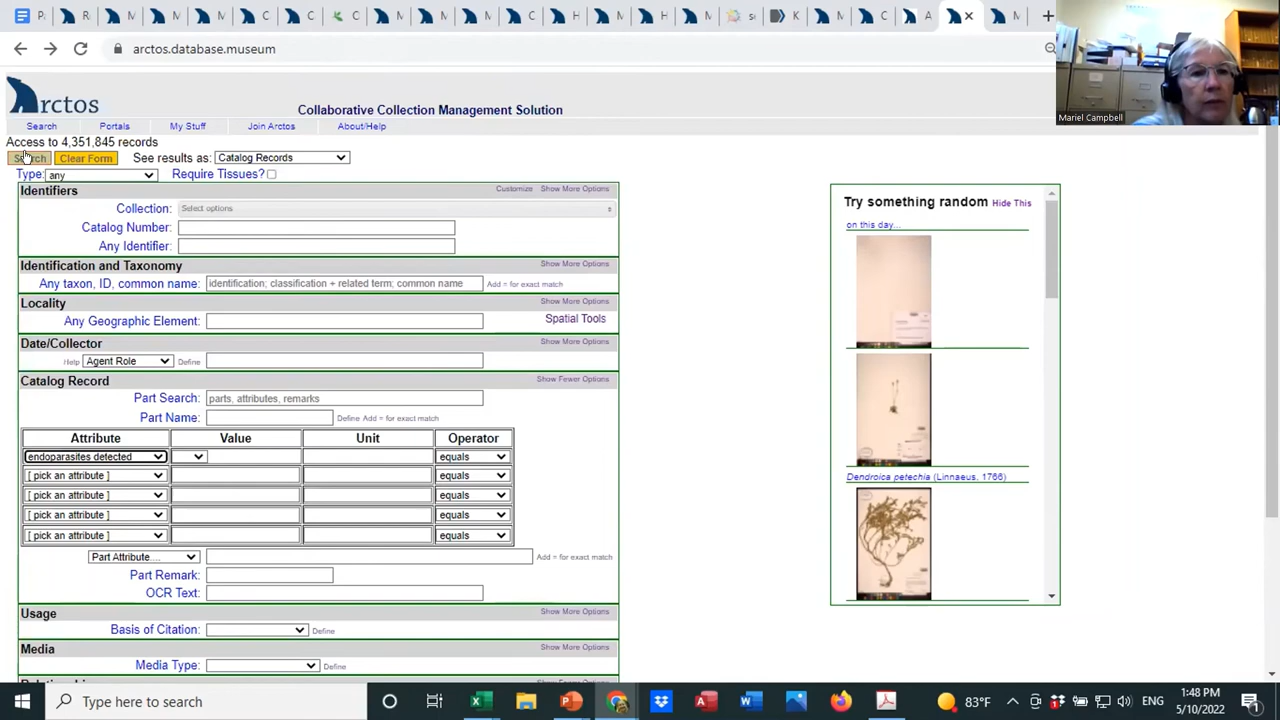 P
R
M
M
C
C
C
M
M
C
H
M
H
M
se
K
M
C
A
M
arctos.database.museum
Mariel Campbell
Arctos
Collaborative Collection Management Solution
Search Portals My Stuff Join Arctos About/Help
Access to 4,351,845 records
Search Clear Form See results as: Catalog Records
Type: any Require Tissues?
Identifiers Customize Show More Options
Collection: Select options
Catalog Number:
Any Identifier:
Identification and Taxonomy Show More Options
Any taxon, ID, common name: identification; classification + related term; common name Add = for exact match
Locality Show More Options
Any Geographic Element: Spatial Tools
Date/Collector Show More Options
Help Agent Role Define
Catalog Record Show Fewer Options
Part Search: parts, attributes, remarks
Part Name: Define Add = for exact match
Attribute Value Unit Operator
endoparasites detected equals
[ pick an attribute ] equals
[ pick an attribute ] equals
[ pick an attribute ] equals
[ pick an attribute ] equals
Part Attribute.... Add = for exact match
Part Remark:
OCR Text:
Usage Show More Options
Basis of Citation: Define
Media Show More Options
Media Type: Define
Try something random Hide This
on this day...
Dendroica petechia (Linnaeus, 1766)
Type here to search
83°F
ENG
1:48 PM
5/10/2022
1